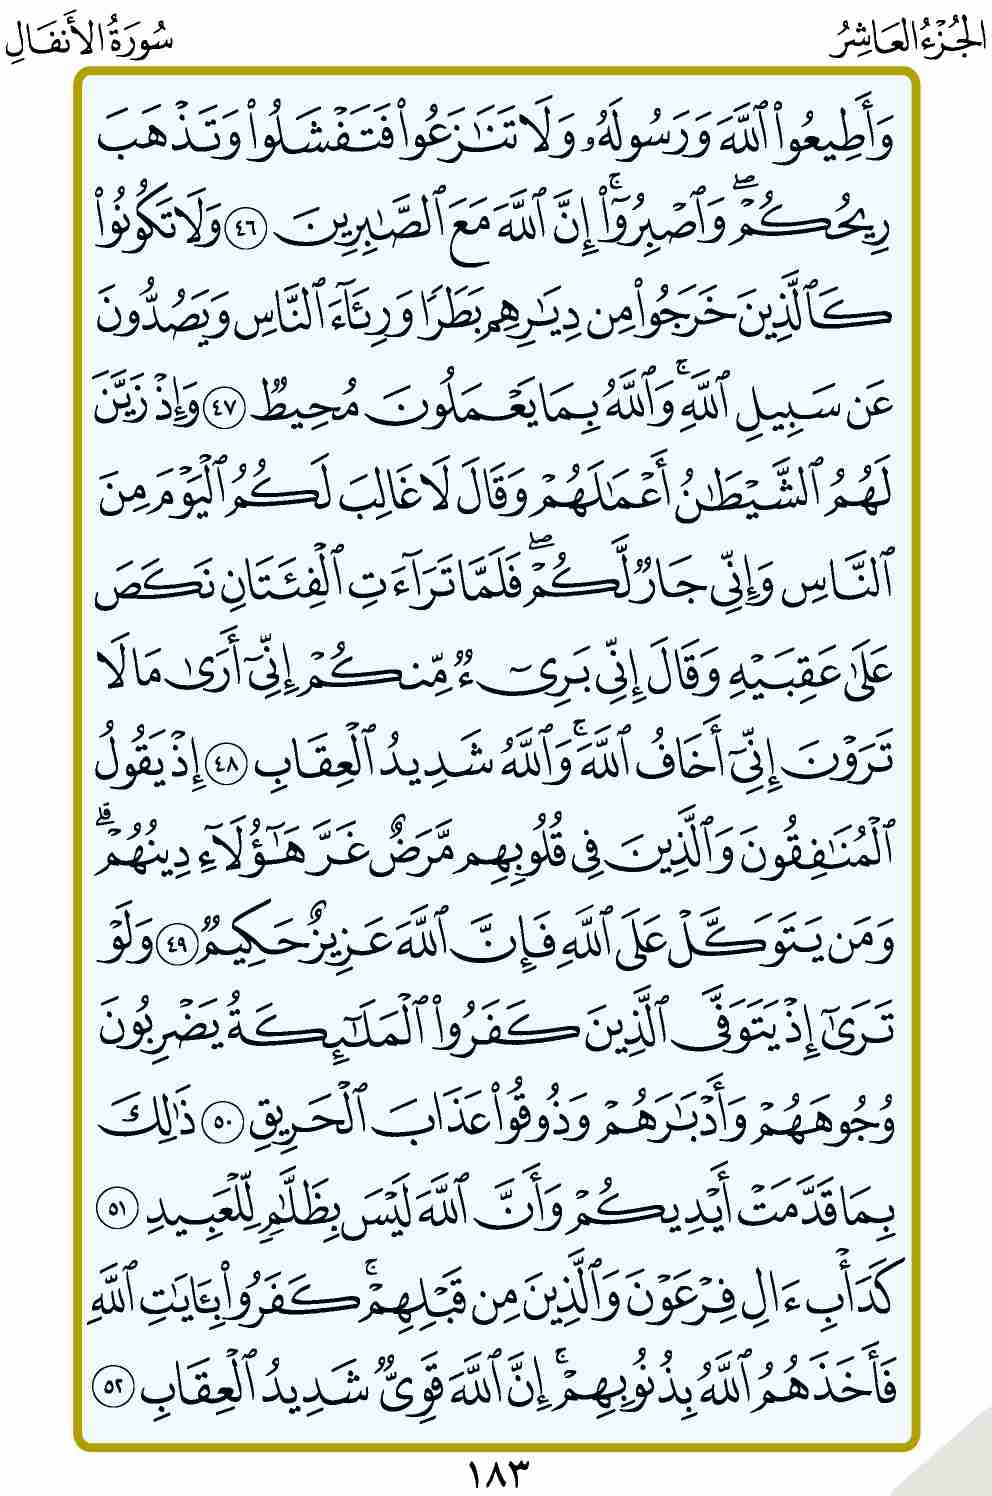 الجُزْءُ العَاشِرُ
سُورَةُ الأَنفَالِ
وَأَطِيعُوا۟ ٱللَّهَ وَرَسُولَهُۥ وَلَا تَنَٰزَعُوا۟ فَتَفْشَلُوا۟ وَتَذْهَبَ
رِيحُكُمْ ۖ وَٱصْبِرُوٓا۟ ۚ إِنَّ ٱللَّهَ مَعَ ٱلصَّٰبِرِينَ ٤٦ وَلَا تَكُونُوا۟
كَٱلَّذِينَ خَرَجُوا۟ مِن دِيَٰرِهِم بَطَرًا وَرِئَآءَ ٱلنَّاسِ وَيَصُدُّونَ
عَن سَبِيلِ ٱللَّهِ ۚ وَٱللَّهُ بِمَا يَعْمَلُونَ مُحِيطٌ ٤٧ وَإِذْ زَيَّنَ
لَهُمُ ٱلشَّيْطَٰنُ أَعْمَٰلَهُمْ وَقَالَ لَا غَالِبَ لَكُمُ ٱلْيَوْمَ مِنَ
ٱلنَّاسِ وَإِنِّى جَارٌ لَّكُمْ ۖ فَلَمَّا تَرَآءَتِ ٱلْفِئَتَانِ نَكَصَ
عَلَىٰ عَقِبَيْهِ وَقَالَ إِنِّى بَرِىٓءٌ مِّنكُمْ إِنِّىٓ أَرَىٰ مَا لَا
تَرَوْنَ إِنِّىٓ أَخَافُ ٱللَّهَ ۚ وَٱللَّهُ شَدِيدُ ٱلْعِقَابِ ٤٨ إِذْ يَقُولُ
ٱلْمُنَٰفِقُونَ وَٱلَّذِينَ فِى قُلُوبِهِم مَّرَضٌ غَرَّ هَٰٓؤُلَآءِ دِينُهُمْ ۗ
وَمَن يَتَوَكَّلْ عَلَى ٱللَّهِ فَإِنَّ ٱللَّهَ عَزِيزٌ حَكِيمٌ ٤٩ وَلَوْ
تَرَىٰٓ إِذْ يَتَوَفَّى ٱلَّذِينَ كَفَرُوا۟ ٱلْمَلَٰٓئِكَةُ يَضْرِبُونَ
وُجُوهَهُمْ وَأَدْبَٰرَهُمْ وَذُوقُوا۟ عَذَابَ ٱلْحَرِيقِ ٥٠ ذَٰلِكَ
بِمَا قَدَّمَتْ أَيْدِيكُمْ وَأَنَّ ٱللَّهَ لَيْسَ بِظَلَّٰمٍ لِّلْعَبِيدِ ٥١
كَدَأْبِ ءَالِ فِرْعَوْنَ وَٱلَّذِينَ مِن قَبْلِهِمْ ۚ كَفَرُوا۟ بِـَٔايَٰتِ ٱللَّهِ
فَأَخَذَهُمُ ٱللَّهُ بِذُنُوبِهِمْ ۚ إِنَّ ٱللَّهَ قَوِىٌّ شَدِيدُ ٱلْعِقَابِ ٥٢
١٨٣